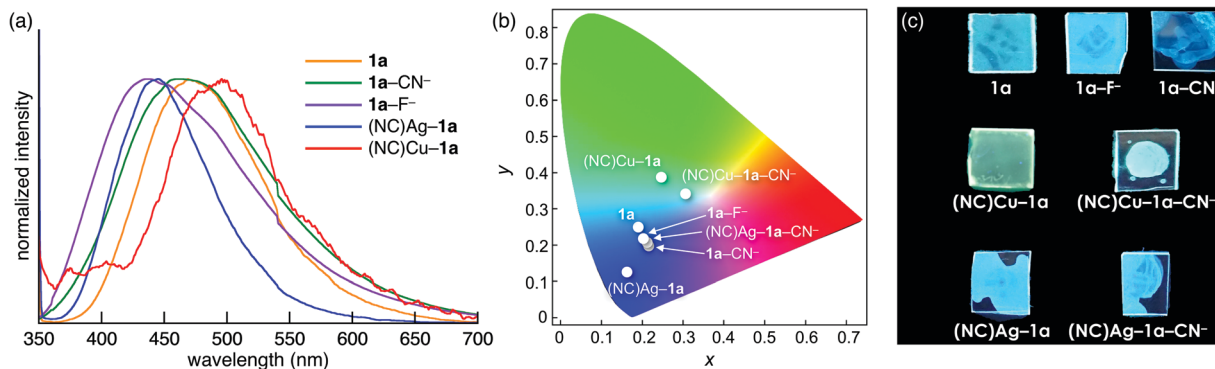 (a)
normalized intensity
1a
1a–CN⁻
1a–F⁻
(NC)Ag–1a
(NC)Cu–1a
350 400 450 500 550 600 650 700
wavelength (nm)
(b)
y
0.8
0.7
0.6
0.5
0.4
0.3
0.2
0.1
0
(NC)Cu–1a
(NC)Cu–1a–CN⁻
1a
1a–F⁻
(NC)Ag–1a–CN⁻
1a–CN⁻
(NC)Ag–1a
0 0.1 0.2 0.3 0.4 0.5 0.6 0.7
x
(c)
1a 1a–F⁻ 1a–CN
(NC)Cu–1a (NC)Cu–1a–CN⁻
(NC)Ag–1a (NC)Ag–1a–CN⁻